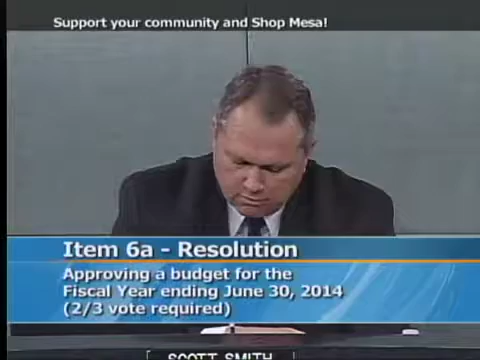 Support your community and Shop Mesa!
Item 6a - Resolution
Approving a budget for the
Fiscal Year ending June 30, 2014
(2/3 vote required)
SCOTT SMITH